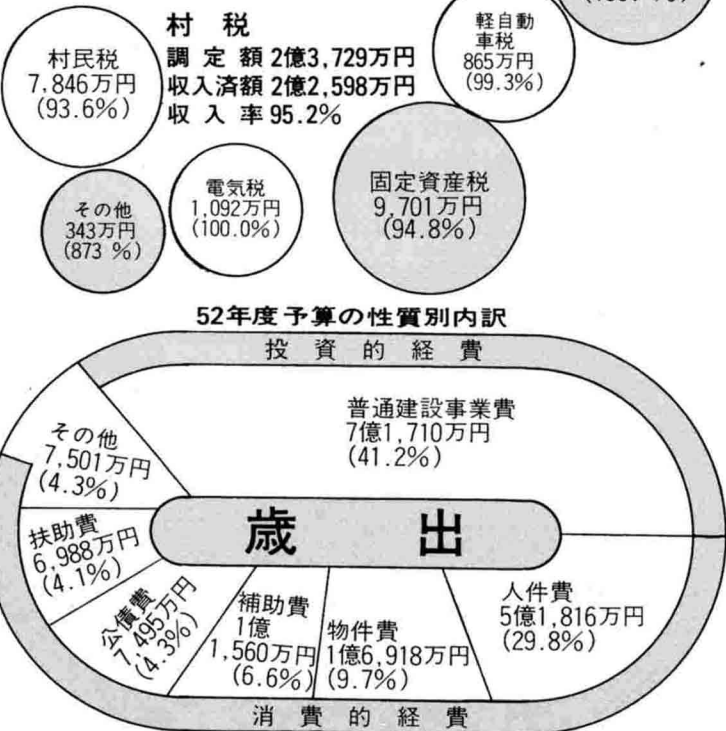 村税
調定額 2億3,729万円
収入済額 2億2,598万円
収入率 95.2%
村民税
7,846万円
(93.6%)
軽自動
車税
865万円
(99.3%)
その他
343万円
(873 %)
電気税
1,092万円
(100.0%)
固定資産税
9,701万円
(94.8%)
52年度予算の性質別内訳
投資的経費
普通建設事業費
7億1,710万円
(41.2%)
その他
7,501万円
(4.3%)
歳出
扶助費
6,988万円
(4.1%)
公債費
7,495万円
(4.3%)
補助費
1億
1,560万円
(6.6%)
物件費
1億6,918万円
(9.7%)
人件費
5億1,816万円
(29.8%)
消費的経費